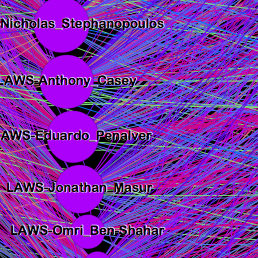 Nicholas_Stephanopoulos
AWS-Anthony_Casey
AWS-Eduardo_Penalver
LAWS-Jonathan_Masur
LAWS-Omri_Ben-Shahar